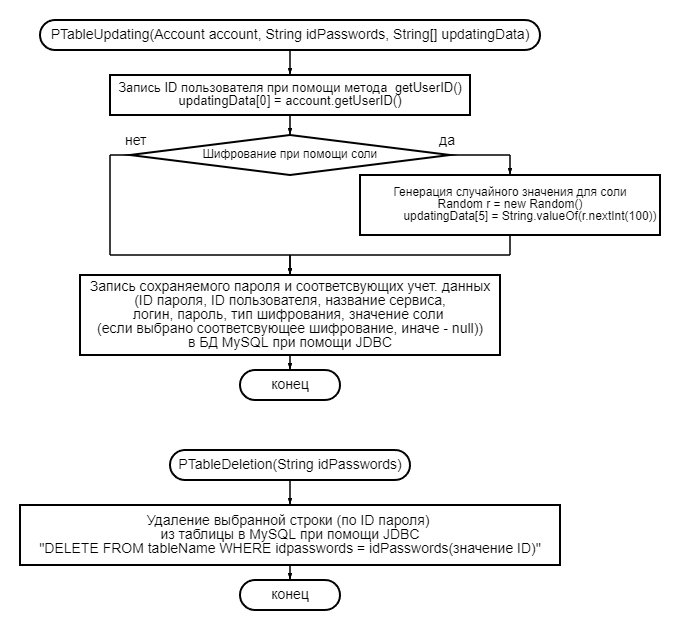 PTableUpdating(Account account, String idPasswords, String[] updatingData)
Запись ID пользователя при помощи метода getUserID()
updatingData[0] = account.getUserID()
нет
да
Шифрование при помощи соли
Генерация случайного значения для соли
Random r = new Random()
updatingData[5] = String.valueOf(r.nextInt(100))
Запись сохраняемого пароля и соответсвующих учет. данных
(ID пароля, ID пользователя, название сервиса,
логин, пароль, тип шифрования, значение соли
(если выбрано соответсвующее шифрование, иначе - null))
в БД MySQL при помощи JDBC
конец
PTableDeletion(String idPasswords)
Удаление выбранной строки (по ID пароля)
из таблицы в MySQL при помощи JDBC
"DELETE FROM tableName WHERE idpasswords = idPasswords(значение ID)"
конец